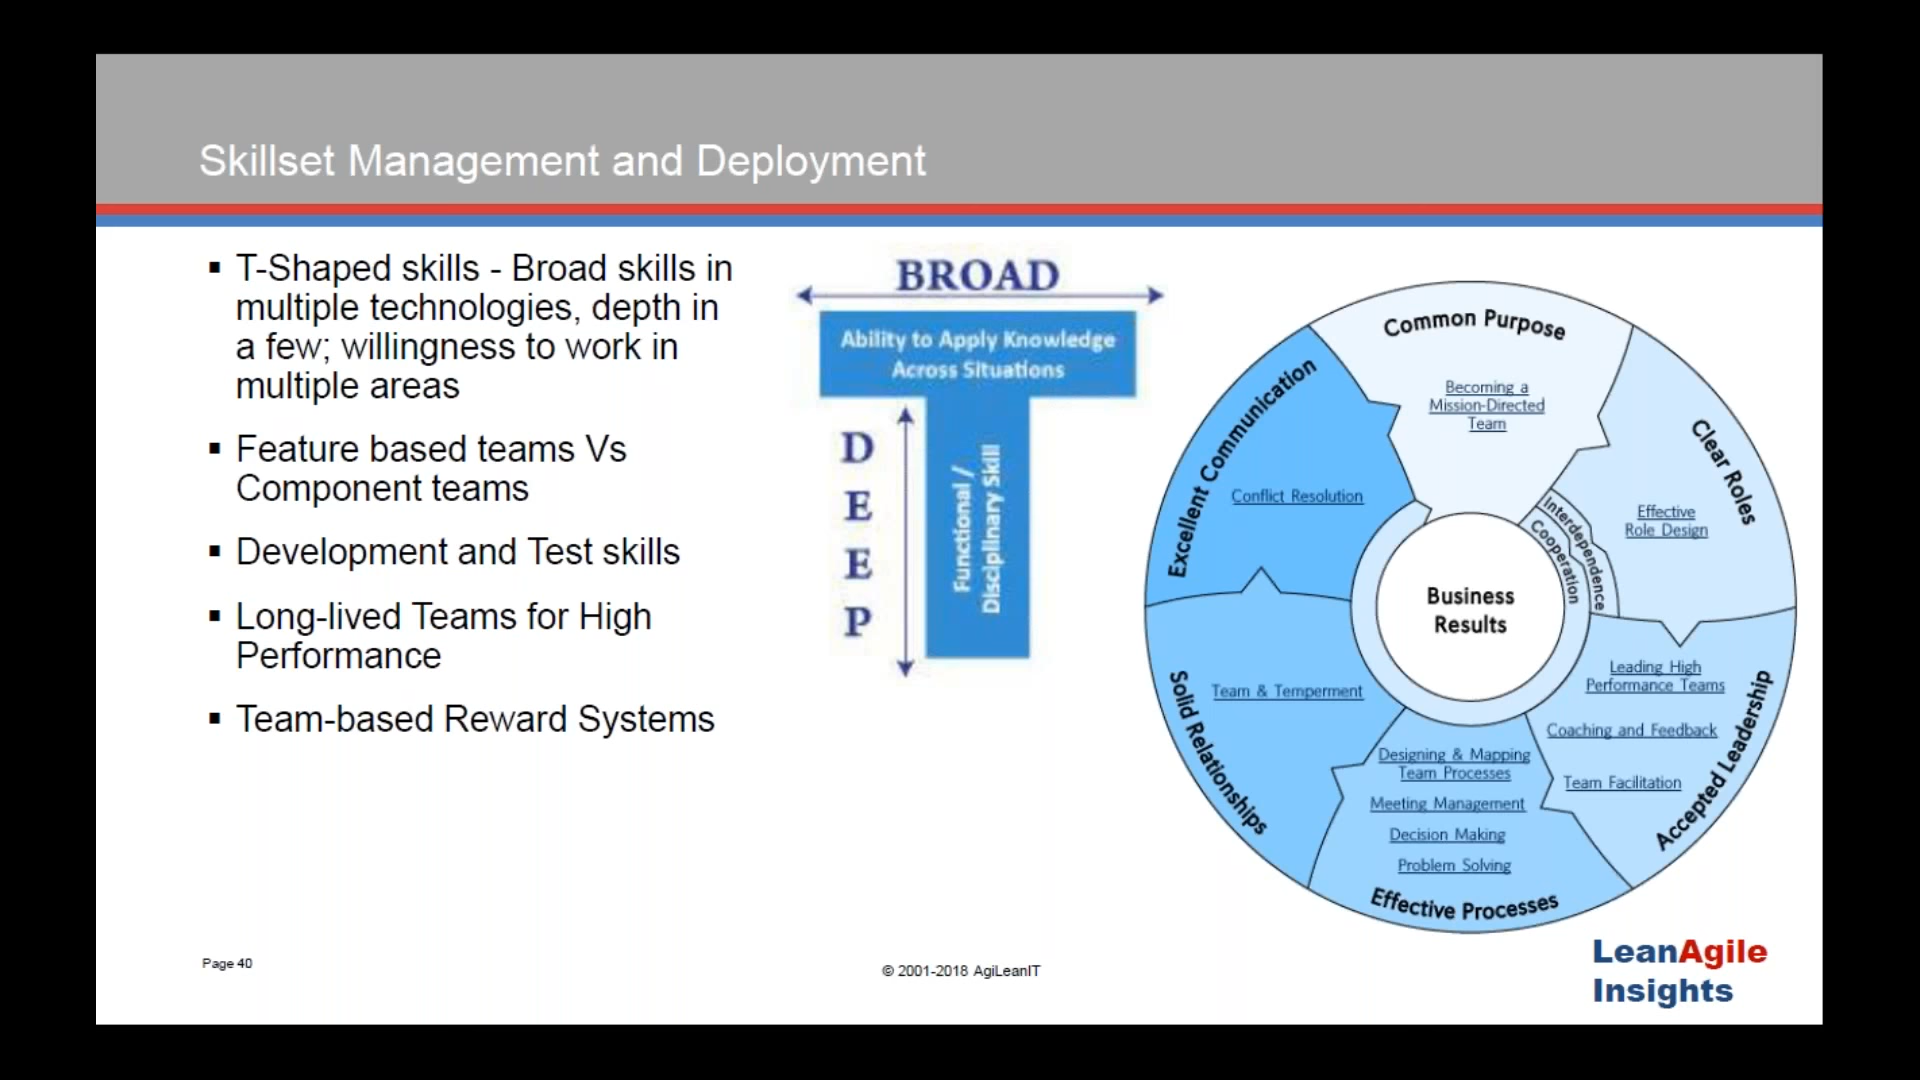 Skillset Management and Deployment
▪ T-Shaped skills - Broad skills in
multiple technologies, depth in
a few; willingness to work in
multiple areas
▪ Feature based teams Vs
Component teams
▪ Development and Test skills
▪ Long-lived Teams for High
Performance
▪ Team-based Reward Systems
BROAD
Ability to Apply Knowledge
Across Situations
DEEP
Functional /
Disciplinary Skill
Common Purpose
Becoming a
Mission-Directed
Team
Clear Roles
Effective
Role Design
Interdependence
Cooperation
Accepted Leadership
Leading High
Performance Teams
Coaching and Feedback
Team Facilitation
Designing & Mapping
Team Processes
Meeting Management
Decision Making
Problem Solving
Effective Processes
Solid Relationships
Team & Temperment
Excellent Communication
Conflict Resolution
Business
Results
Page 40
© 2001-2018 AgiLeanIT
LeanAgile
Insights